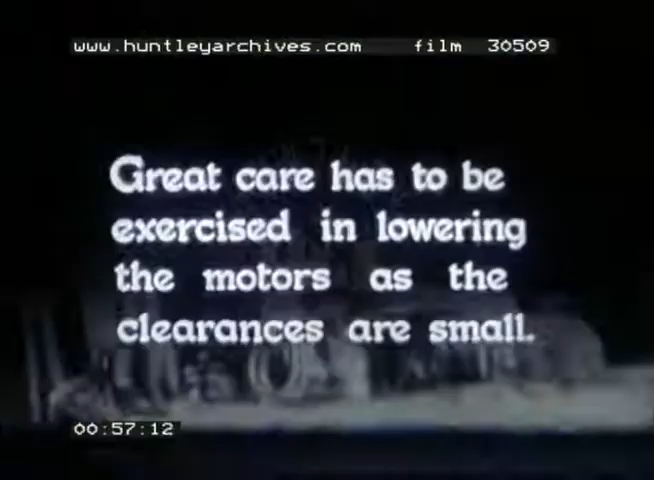 www.huntleyarchives.com film 30509
Great care has to be
exercised in lowering
the motors as the
clearances are small.
00:57:12